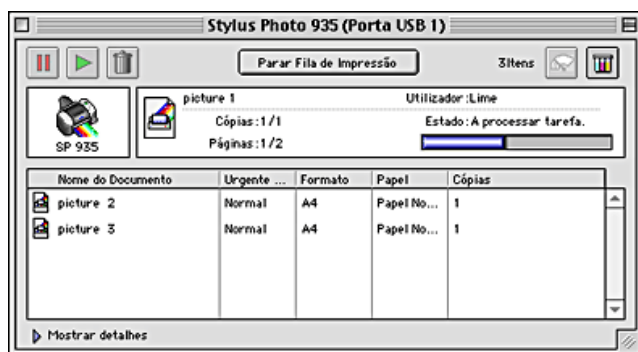 Stylus Photo 935 (Porta USB 1)
Parar Fila de Impressão 3Itens
SP 935
picture 1 Utilizador :Lime
Cópias :1/1 Estado :A processar tarefa.
Páginas :1/2
Nome do Documento Urgente ... Formato Papel Cópias
picture 2 Normal A4 Papel No... 1
picture 3 Normal A4 Papel No... 1
Mostrar detalhes